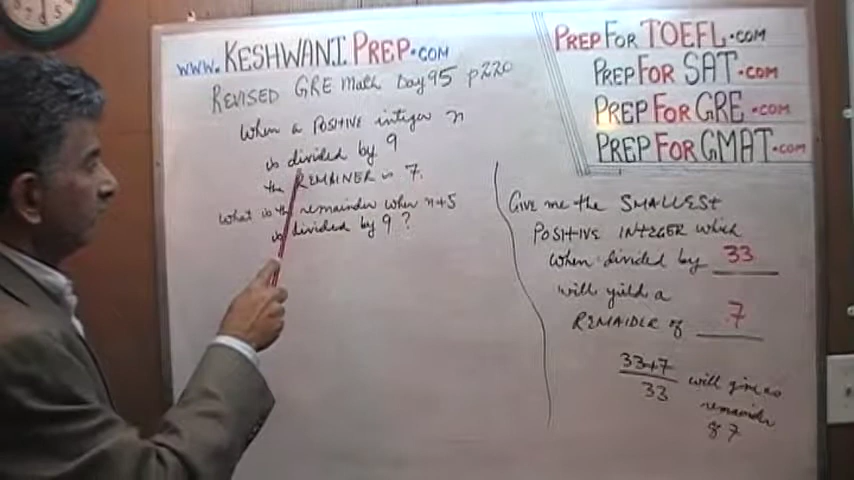 www. KESHWANI PREP.COM
REVISED GRE Math Day 95 p220
When a POSITIVE integer n
is divided by 9
the REMAINER is 7.
What is the remainder when n+5
is divided by 9 ?
PREP FOR TOEFL.com
PREP FOR SAT.com
PREP FOR GRE.com
PREP FOR GMAT.com
Give me the SMALLEST
POSITIVE INTEGER which
when divided by 33
will yield a
REMAIDER of 7
33+7
33
will give us
remainder
of 7